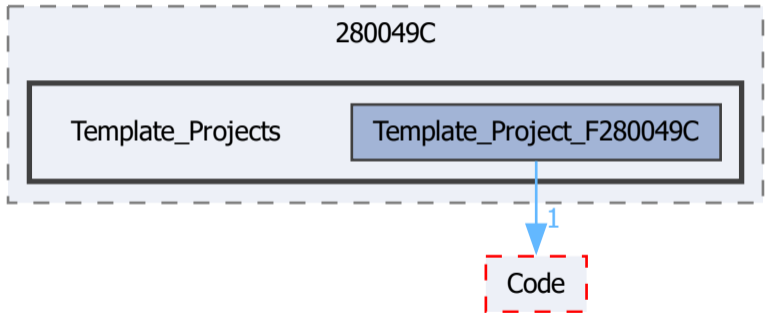 280049C
Template_Projects
Template_Project_F280049C
1
Code